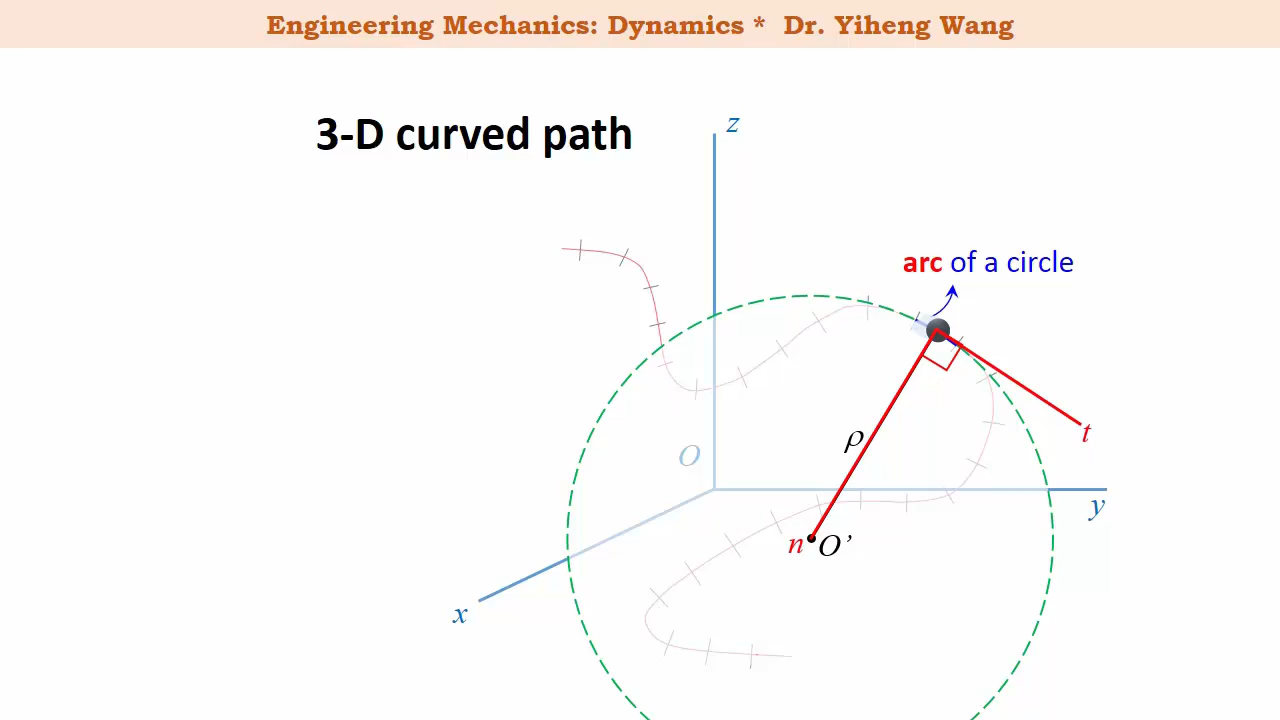 Engineering Mechanics: Dynamics * Dr. Yiheng Wang
3-D curved path
z
arc of a circle
t
ρ
O
y
n O’
x